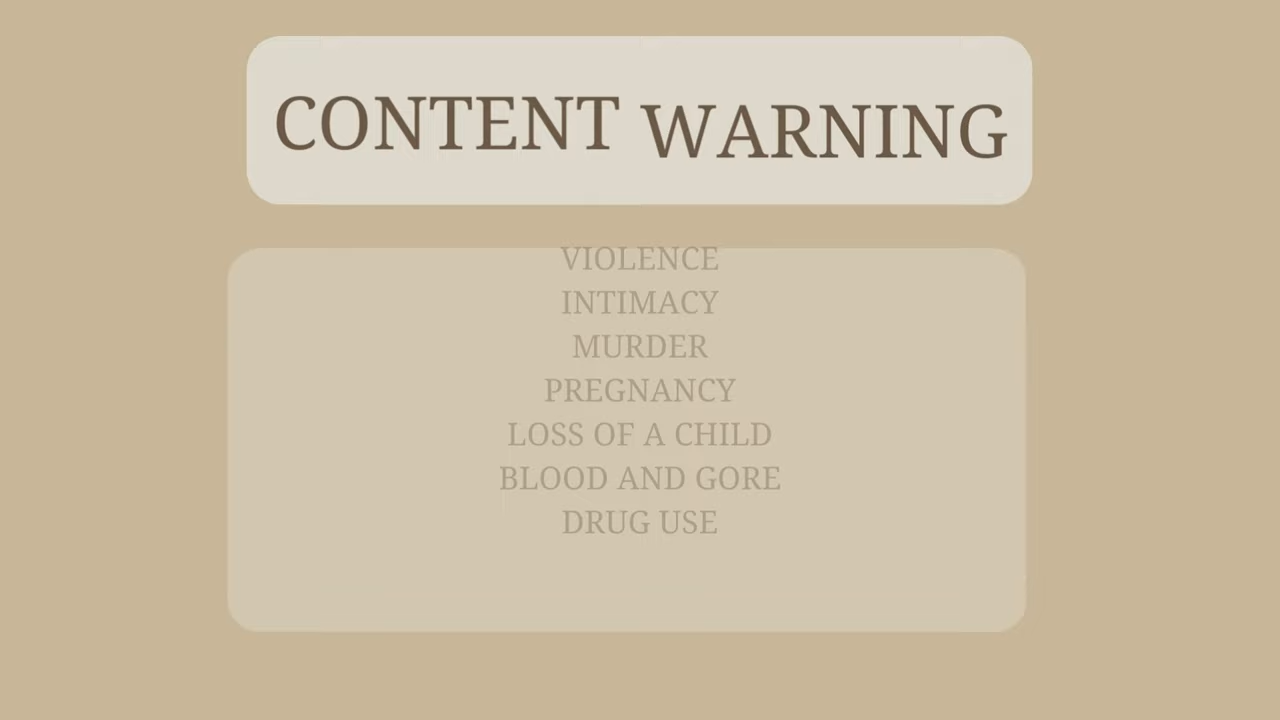 CONTENT WARNING
VIOLENCE
INTIMACY
MURDER
PREGNANCY
LOSS OF A CHILD
BLOOD AND GORE
DRUG USE